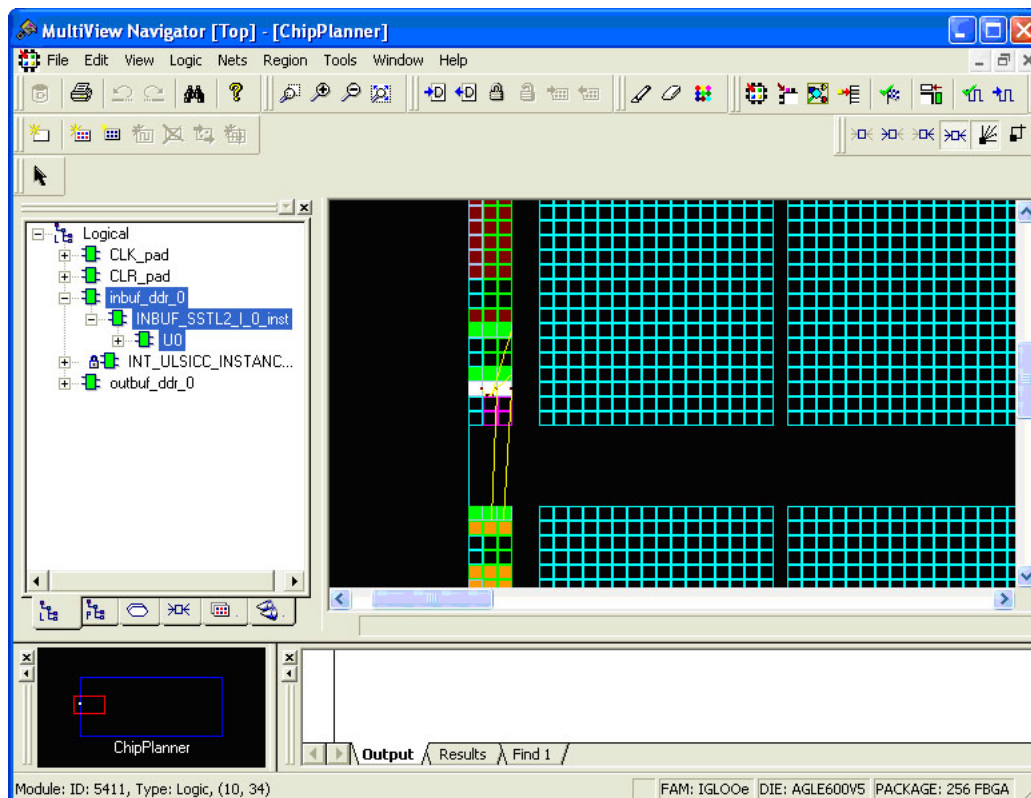 MultiView Navigator [Top] - [ChipPlanner]
File Edit View Logic Nets Region Tools Window Help
Logical
CLK_pad
CLR_pad
inbuf_ddr_0
INBUF_SSTL2_I_0_inst
U0
INT_ULSICC_INSTANC...
outbuf_ddr_0
ChipPlanner
Output Results Find 1
Module: ID: 5411, Type: Logic, (10, 34)
FAM: IGLOOe DIE: AGLE600V5 PACKAGE: 256 FBGA